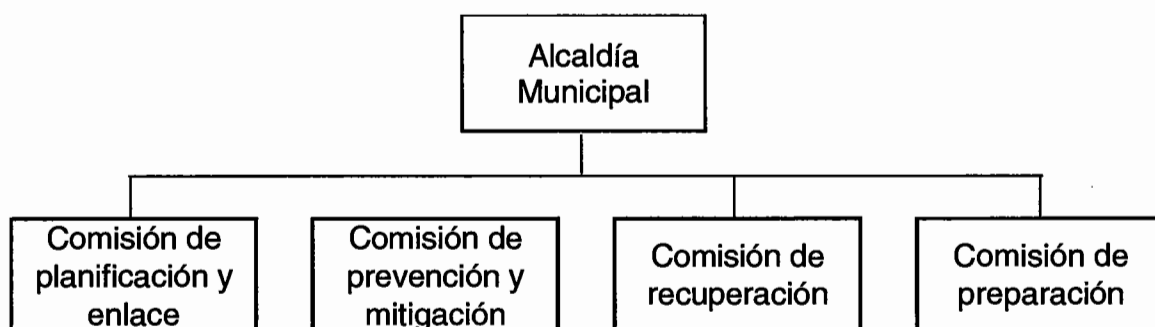 Alcaldía
Municipal
Comisión de
planificación y
enlace
Comisión de
prevención y
mitigación
Comisión de
recuperación
Comisión de
preparación